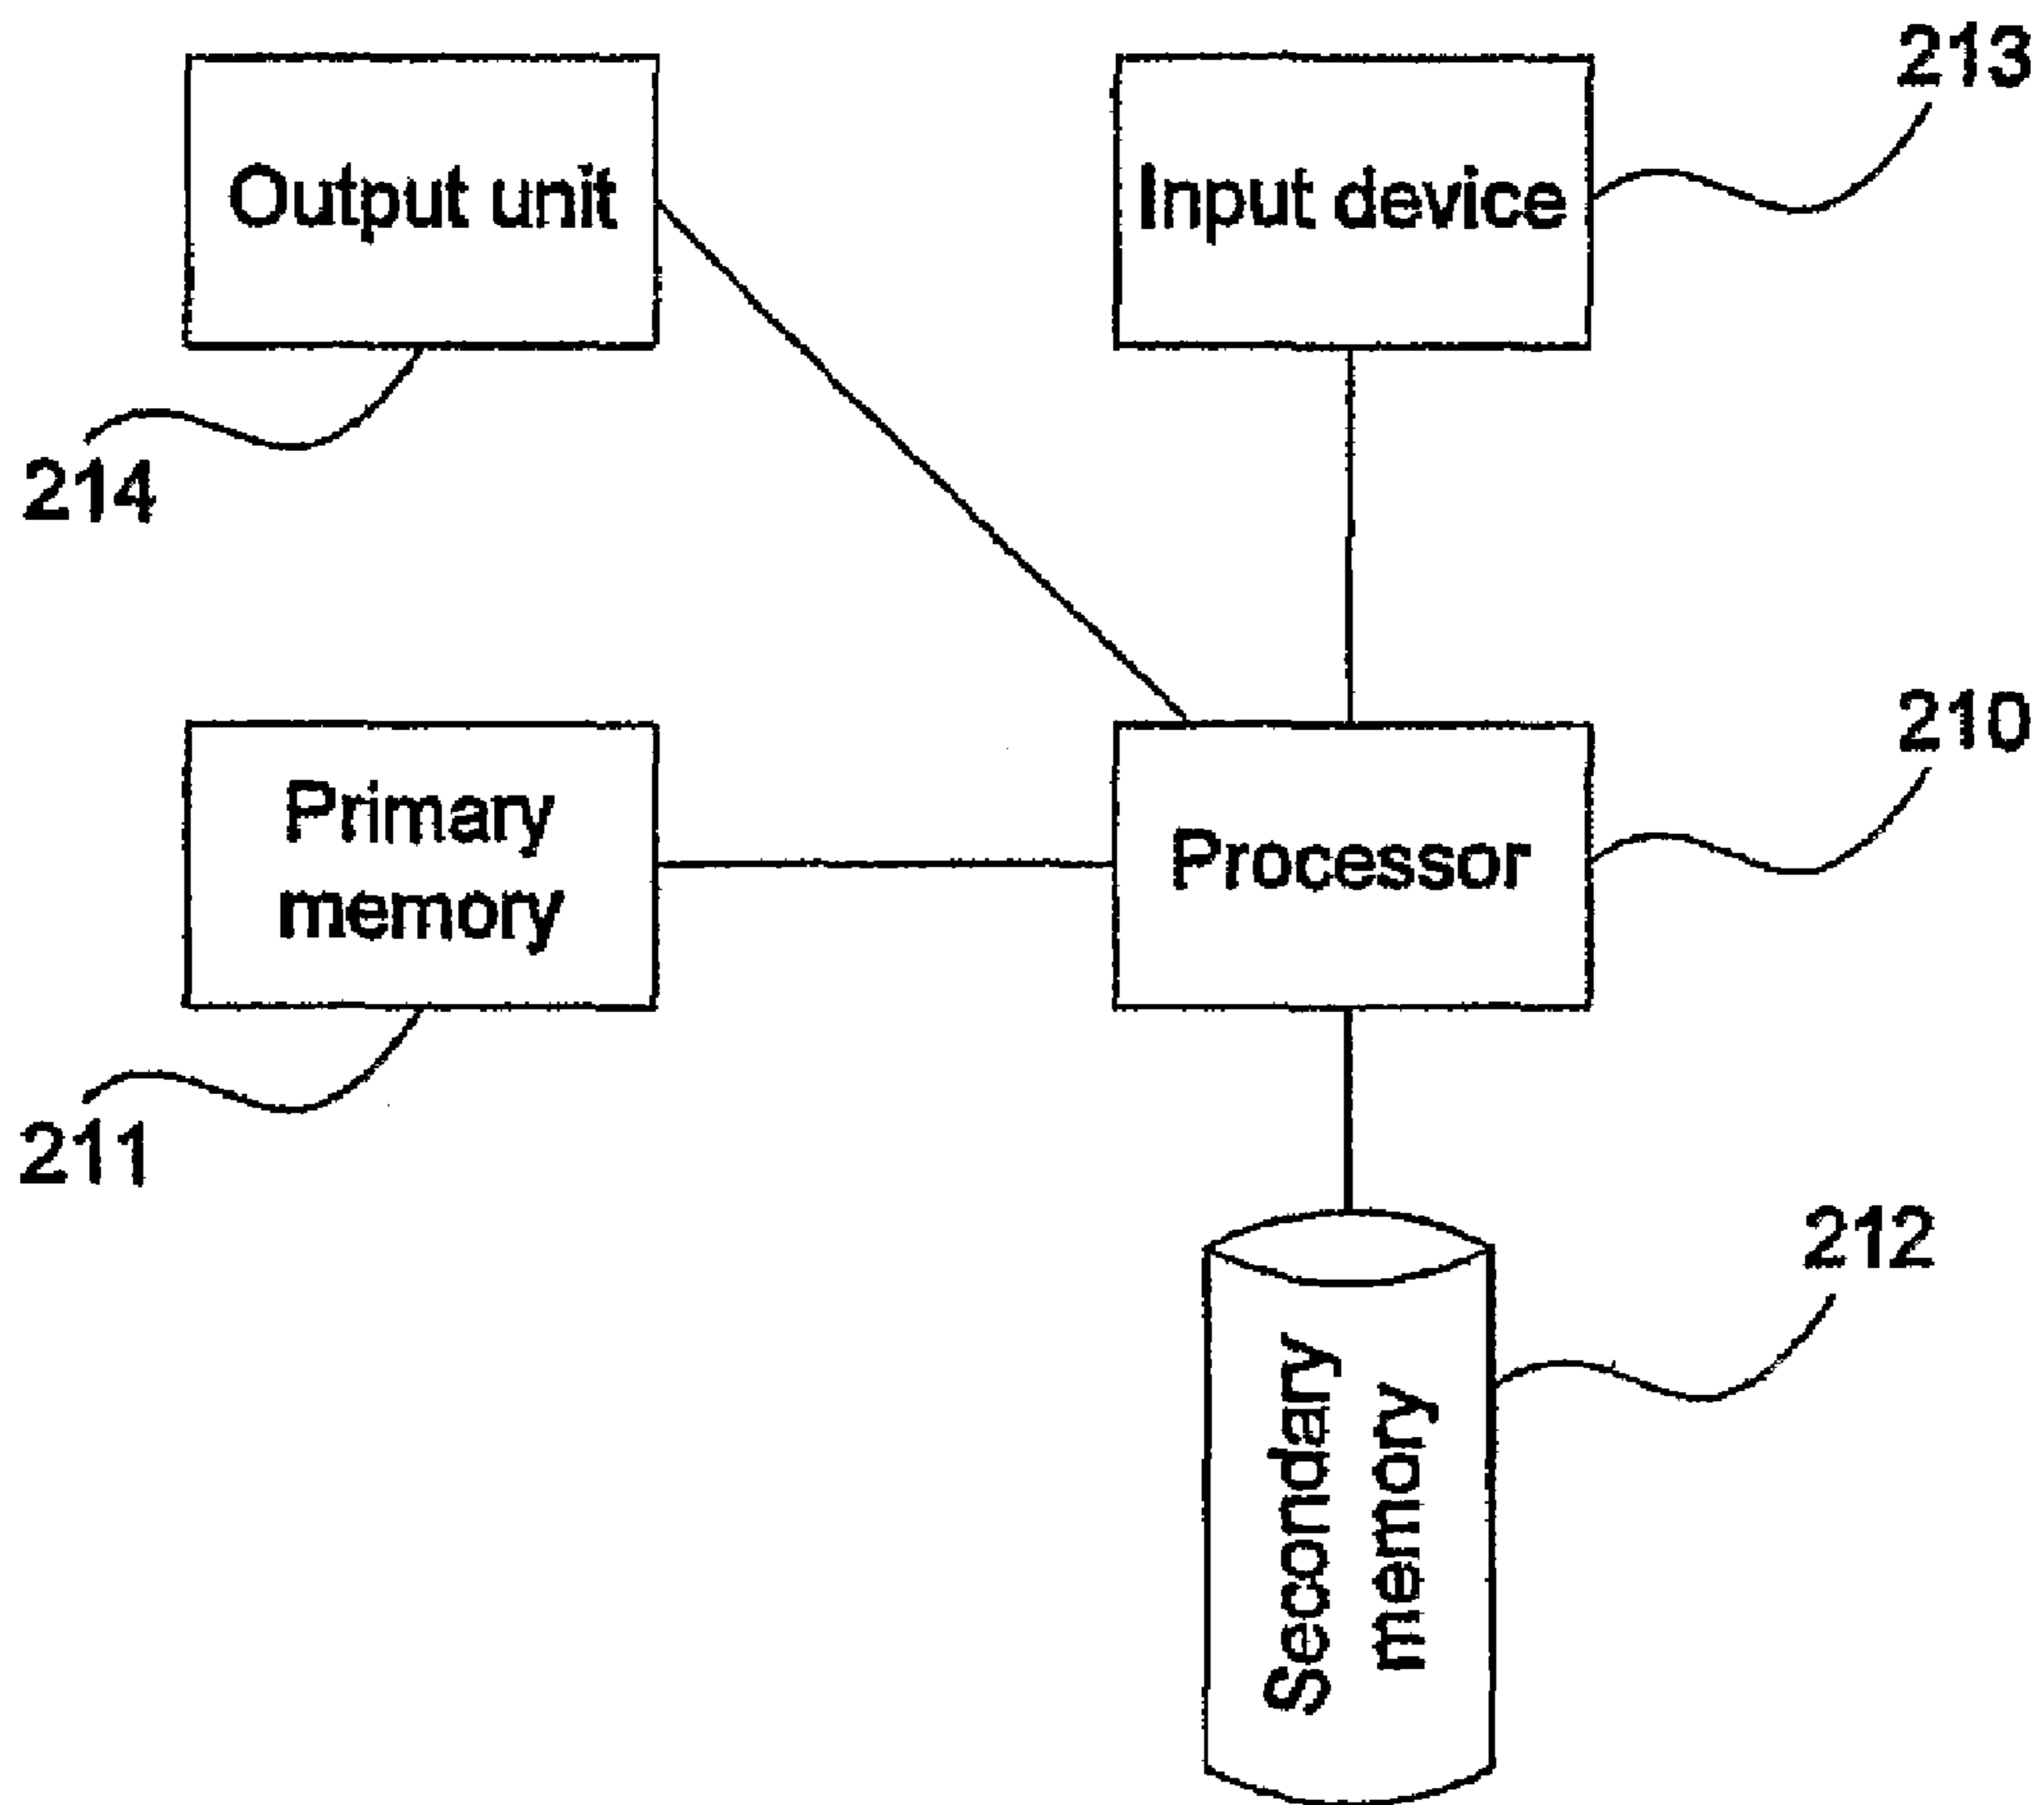 213
Output unit
Input device
214
210
Primary
memory
Processor
211
212
Secondary
memory